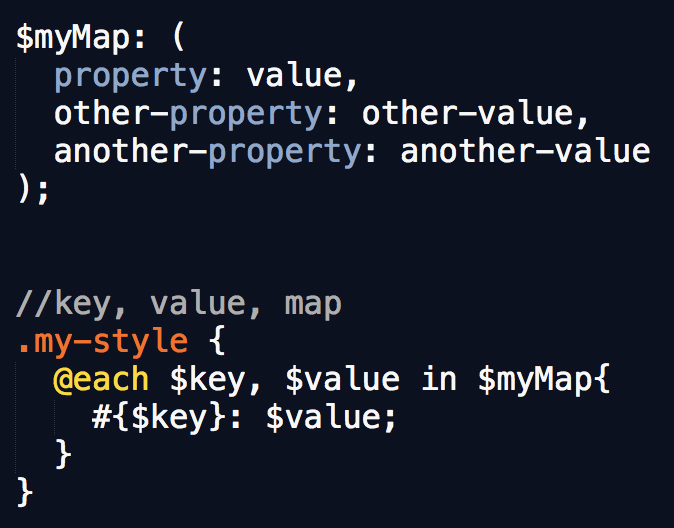 $myMap: (
property: value,
other-property: other-value,
another-property: another-value
);
//key, value, map
.my-style {
@each $key, $value in $myMap{
#{$key}: $value;
}
}